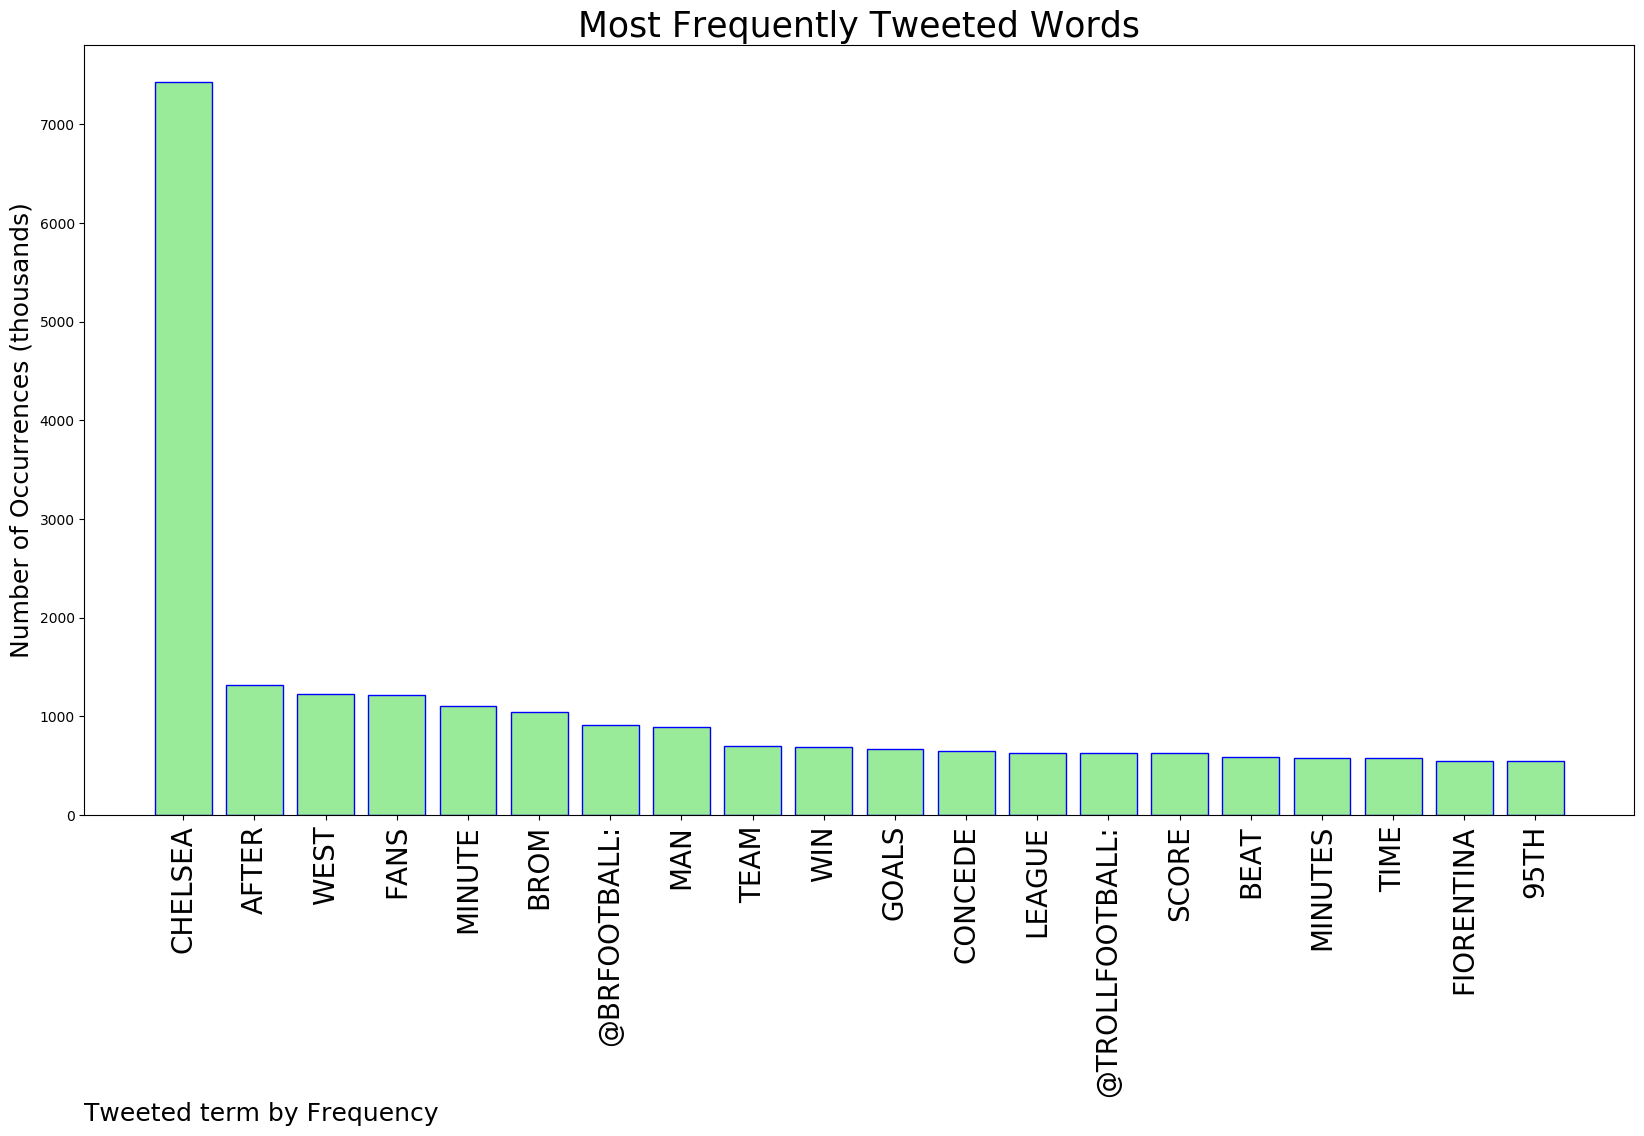 Most Frequently Tweeted Words
Number of Occurrences (thousands)
7000
6000
5000
4000
3000
2000
1000
0
CHELSEA
AFTER
WEST
FANS
MINUTE
BROM
@BRFOOTBALL:
MAN
TEAM
WIN
GOALS
CONCEDE
LEAGUE
@TROLLFOOTBALL:
SCORE
BEAT
MINUTES
TIME
FIORENTINA
95TH
Tweeted term by Frequency